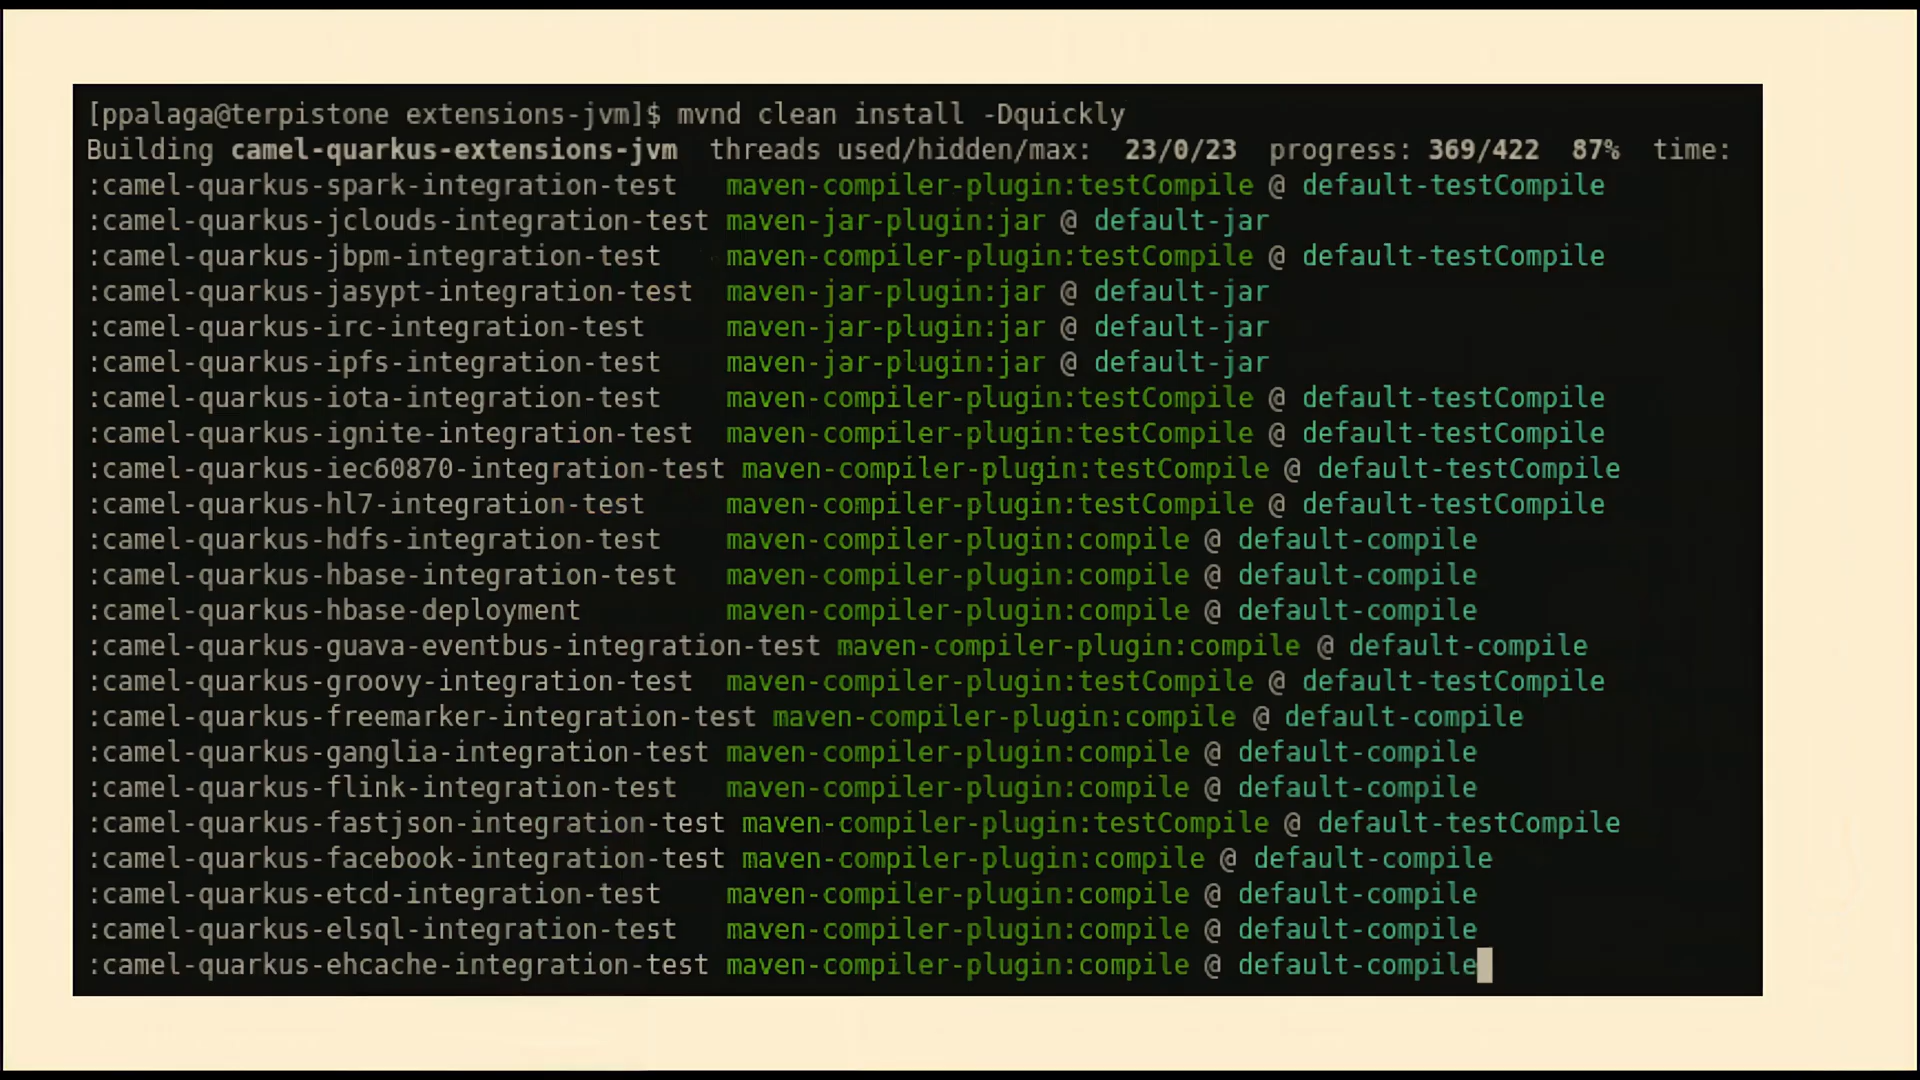 [ppalaga@terpistone extensions-jvm]$ mvnd clean install -Dquickly
Building camel-quarkus-extensions-jvm  threads used/hidden/max:  23/0/23  progress: 369/422  87%  time:
:camel-quarkus-spark-integration-test   maven-compiler-plugin:testCompile @ default-testCompile
:camel-quarkus-jclouds-integration-test maven-jar-plugin:jar @ default-jar
:camel-quarkus-jbpm-integration-test    maven-compiler-plugin:testCompile @ default-testCompile
:camel-quarkus-jasypt-integration-test  maven-jar-plugin:jar @ default-jar
:camel-quarkus-irc-integration-test     maven-jar-plugin:jar @ default-jar
:camel-quarkus-ipfs-integration-test    maven-jar-plugin:jar @ default-jar
:camel-quarkus-iota-integration-test    maven-compiler-plugin:testCompile @ default-testCompile
:camel-quarkus-ignite-integration-test  maven-compiler-plugin:testCompile @ default-testCompile
:camel-quarkus-iec60870-integration-test maven-compiler-plugin:testCompile @ default-testCompile
:camel-quarkus-hl7-integration-test     maven-compiler-plugin:testCompile @ default-testCompile
:camel-quarkus-hdfs-integration-test    maven-compiler-plugin:compile @ default-compile
:camel-quarkus-hbase-integration-test   maven-compiler-plugin:compile @ default-compile
:camel-quarkus-hbase-deployment         maven-compiler-plugin:compile @ default-compile
:camel-quarkus-guava-eventbus-integration-test maven-compiler-plugin:compile @ default-compile
:camel-quarkus-groovy-integration-test  maven-compiler-plugin:testCompile @ default-testCompile
:camel-quarkus-freemarker-integration-test maven-compiler-plugin:compile @ default-compile
:camel-quarkus-ganglia-integration-test maven-compiler-plugin:compile @ default-compile
:camel-quarkus-flink-integration-test   maven-compiler-plugin:compile @ default-compile
:camel-quarkus-fastjson-integration-test maven-compiler-plugin:testCompile @ default-testCompile
:camel-quarkus-facebook-integration-test maven-compiler-plugin:compile @ default-compile
:camel-quarkus-etcd-integration-test    maven-compiler-plugin:compile @ default-compile
:camel-quarkus-elsql-integration-test   maven-compiler-plugin:compile @ default-compile
:camel-quarkus-ehcache-integration-test maven-compiler-plugin:compile @ default-compile